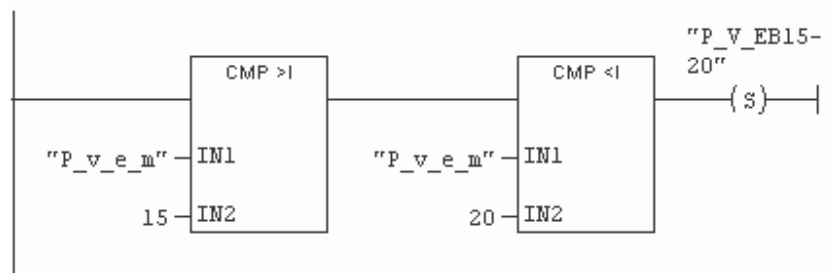 "P_V_EB15-
20"
CMP >I
CMP <I
(S)
"P_v_e_m"
IN1
"P_v_e_m"
IN1
15
IN2
20
IN2